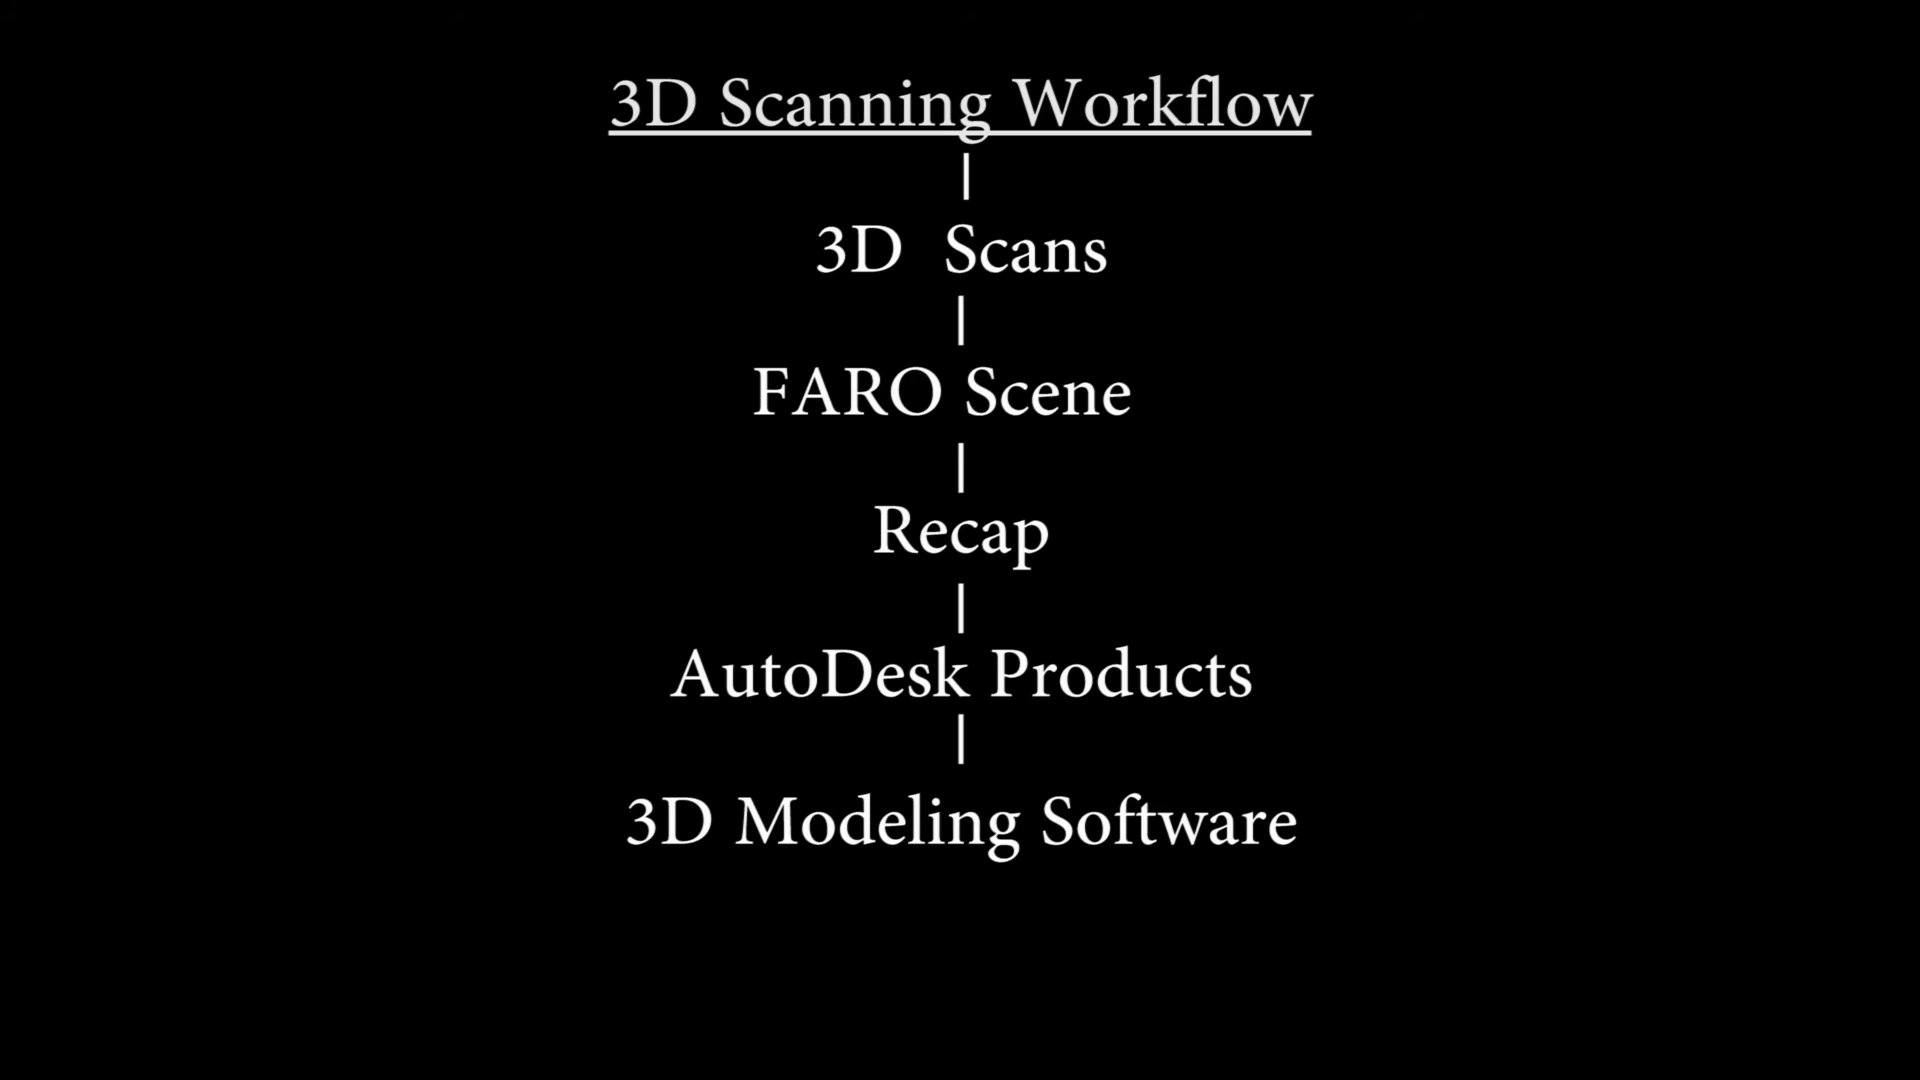 3D Scanning Workflow
3D Scans
FARO Scene
Recap
AutoDesk Products
3D Modeling Software